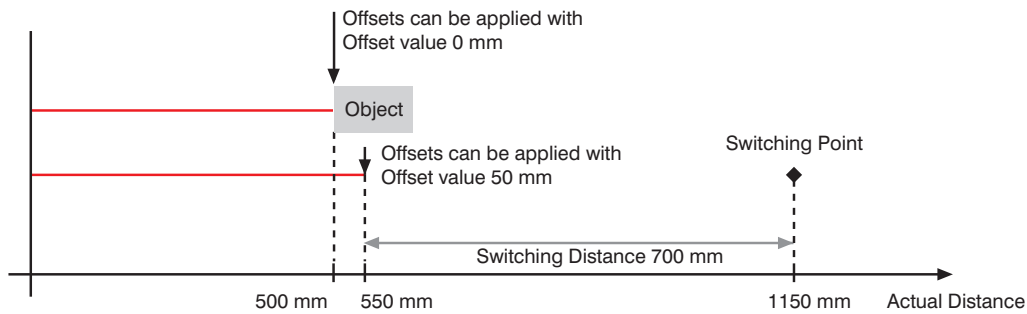 Offsets can be applied with
Offset value 0 mm
Object
Offsets can be applied with
Offset value 50 mm
Switching Point
Switching Distance 700 mm
500 mm
550 mm
1150 mm
Actual Distance